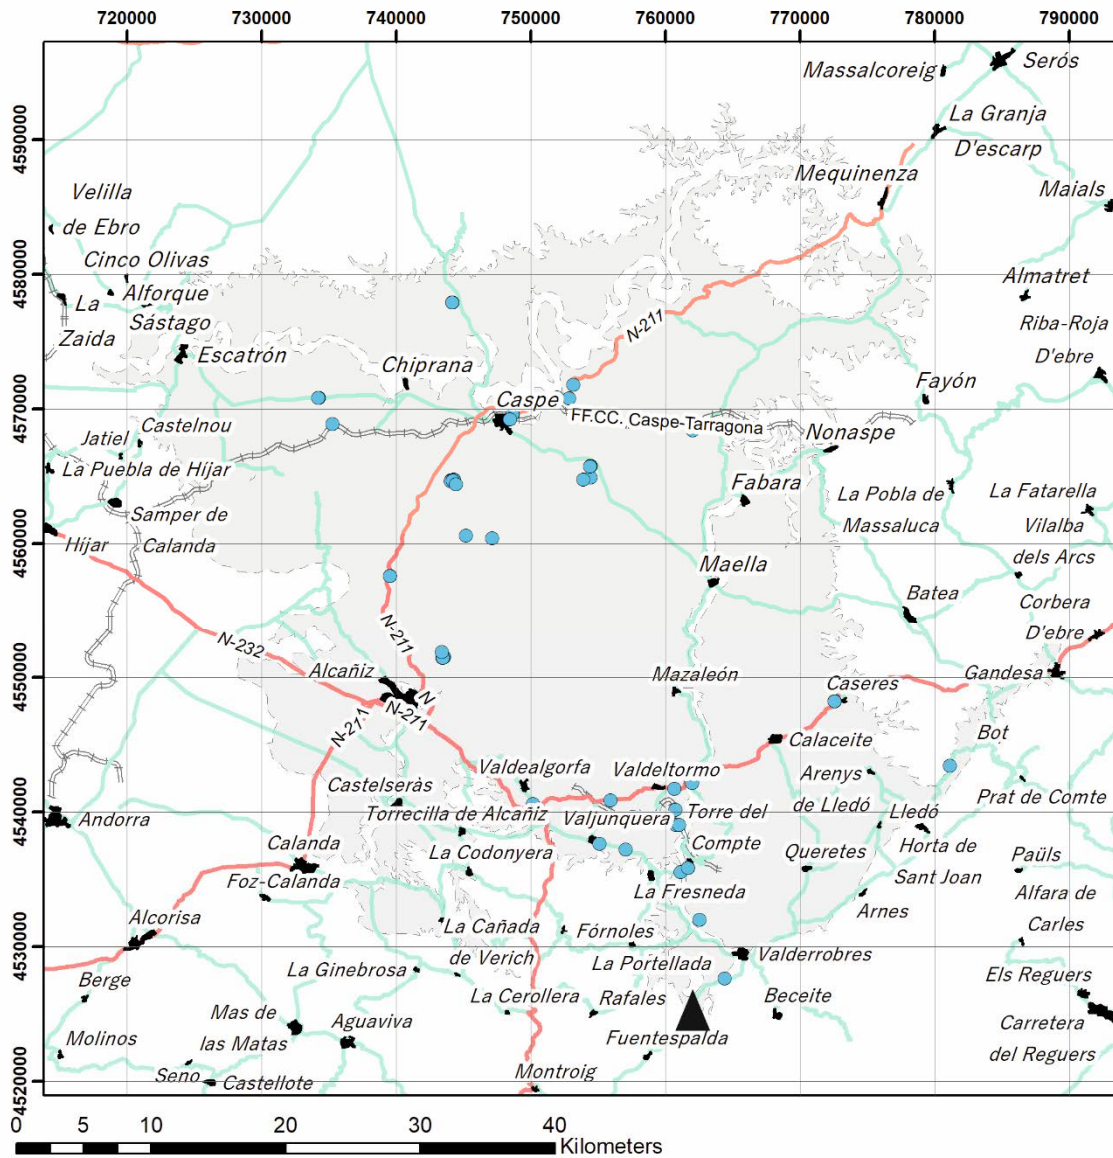 720000 730000 740000 750000 760000 770000 780000 790000
4590000
4580000
4570000
4560000
4550000
4540000
4530000
4520000
Massalcoreig
Serós
La Granja
D'escarp
Velilla
de Ebro
Mequinenza
Maials
Cinco Olivas
La
Zaida
Alforque
Sástago
Escatrón
Almatret
Riba-Roja
D'ebre
N-211
Chiprana
Caspe
FF.CC. Caspe-Tarragona
Fayón
Castelnou
Jatiel
La Puebla de Híjar
Nonaspe
Samper de
Calanda
Híjar
Fabara
La Pobla de
Massaluca
La Fatarella
Vilalba
dels Arcs
Maella
Batea
Corbera
D'ebre
N-232
N-211
Alcañiz
N
N-211
N-211
Mazaleón
Caseres
Gandesa
Bot
Calaceite
Valdealgorfa
Valdeltormo
Arenys
de Lledó
Castelseràs
Torrecilla de Alcañiz
Valjunquera
Torre del
Compte
Lledó
Prat de Comte
Andorra
Calanda
La Codonyera
Queretes
Horta de
Sant Joan
Paüls
Foz-Calanda
La Fresneda
Arnes
Alfara de
Carles
Alcorisa
La Cañada
de Verich
Fórnoles
Valderrobres
La Ginebrosa
La Portellada
Els Reguers
Berge
La Cerollera
Rafales
Beceite
Molinos
Mas de
las Matas
Aguaviva
Fuentespalda
Carretera
del Reguers
Seno
Castellote
Montroig
0 5 10 20 30 40
Kilometers